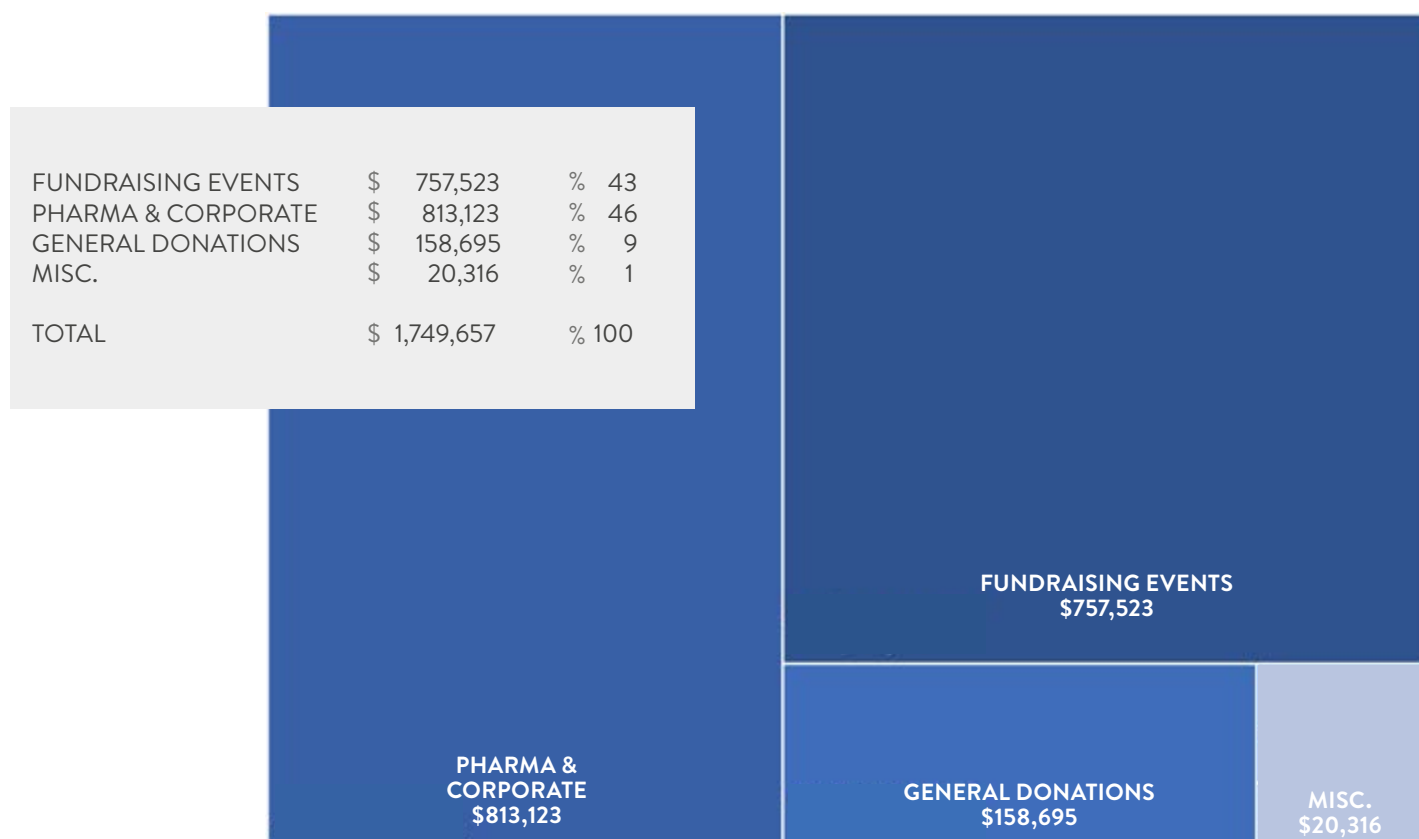 FUNDRAISING EVENTS $ 757,523 % 43
PHARMA & CORPORATE $ 813,123 % 46
GENERAL DONATIONS $ 158,695 % 9
MISC. $ 20,316 % 1
TOTAL $ 1,749,657 % 100
FUNDRAISING EVENTS
$757,523
PHARMA &
CORPORATE
$813,123
GENERAL DONATIONS
$158,695
MISC.
$20,316